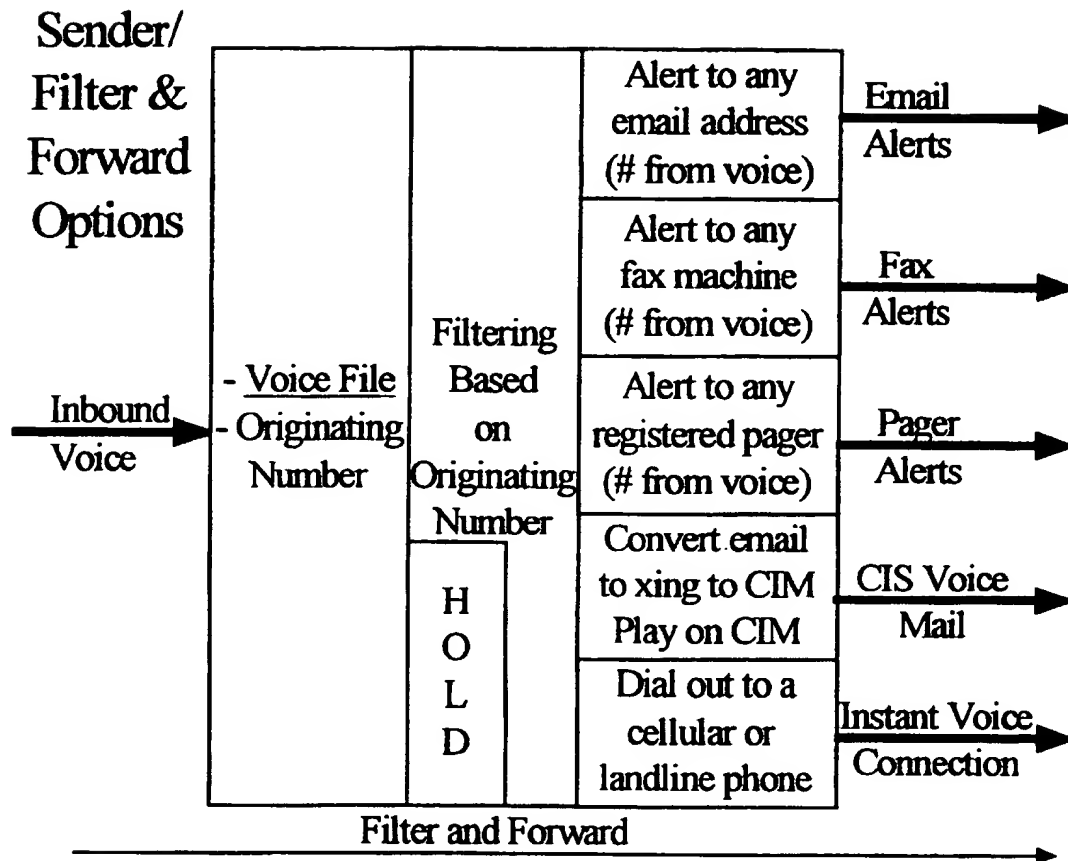 Sender/
Filter &
Forward
Options
Inbound
Voice
- Voice File
- Originating
Number
Filtering
Based
on
Originating
Number
H
O
L
D
Alert to any
email address
(# from voice)
Alert to any
fax machine
(# from voice)
Alert to any
registered pager
(# from voice)
Convert email
to xing to CIM
Play on CIM
Dial out to a
cellular or
landline phone
Email
Alerts
Fax
Alerts
Pager
Alerts
CIS Voice
Mail
Instant Voice
Connection
Filter and Forward